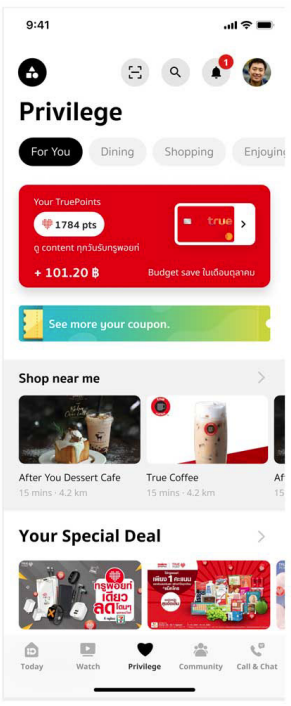 9:41
1
Privilege
For You
Dining
Shopping
Enjoying
Your TruePoints
1784 pts
true
ดู content ทุกวันรับทรูพอยท์
+ 101.20 ฿
Budget save ในเดือนตุลาคม
See more your coupon.
Shop near me
After You Dessert Cafe
True Coffee
Af
15 mins · 4.2 km
15 mins · 4.2 km
15
Your Special Deal
ทรูพอยท์
เดียว
ลด
เพียง 1 คะแนน
Today
Watch
Privilege
Community
Call & Chat